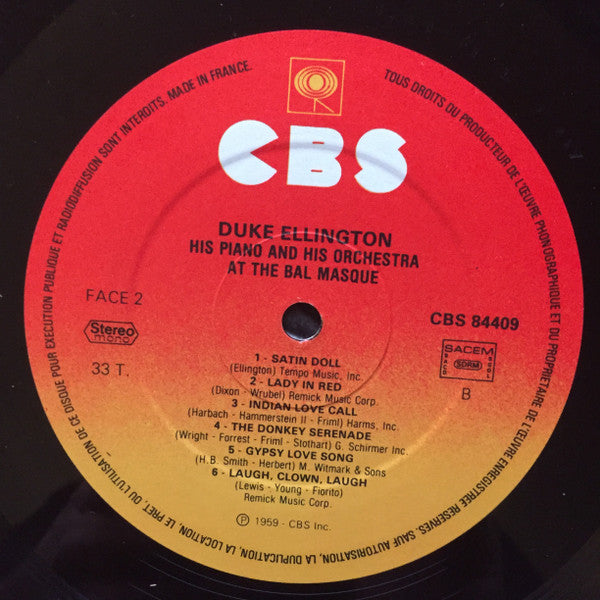 TOUS DROITS DU PRODUCTEUR DE L'ŒUVRE PHONOGRAPHIQUE ET DU PROPRIETAIRE DE L'ŒUVRE ENREGISTREE RESERVES. SAUF AUTORISATION, LA DUPLICATION, LA LOCATION, LE PRET, OU L'UTILISATION DE CE DISQUE POUR EXECUTION PUBLIQUE ET RADIODIFFUSION SONT INTERDITS. MADE IN FRANCE.
CBS
DUKE ELLINGTON
HIS PIANO AND HIS ORCHESTRA
AT THE BAL MASQUE
FACE 2
CBS 84409
Stereo
mono
SACEM
SDRM
33 T.
B
1 - SATIN DOLL
(Ellington) Tempo Music, Inc.
2 - LADY IN RED
(Dixon - Wrubel) Remick Music Corp.
3 - INDIAN LOVE CALL
(Harbach - Hammerstein II - Friml) Harms, Inc.
4 - THE DONKEY SERENADE
(Wright - Forrest - Friml - Stothart) G. Schirmer Inc.
5 - GYPSY LOVE SONG
(H.B. Smith - Herbert) M. Witmark & Sons
6 - LAUGH, CLOWN, LAUGH
(Lewis - Young - Fiorito)
Remick Music Corp.
Ⓟ 1959 - CBS Inc.